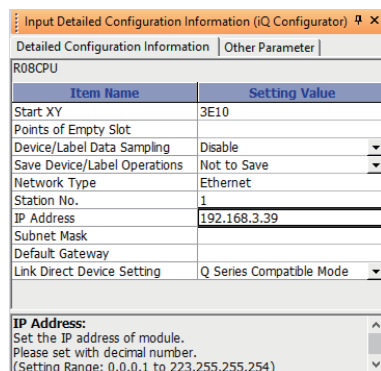 Input Detailed Configuration Information (iQ Configurator)
Detailed Configuration Information Other Parameter
R08CPU
Item Name Setting Value
Start XY 3E10
Points of Empty Slot
Device/Label Data Sampling Disable
Save Device/Label Operations Not to Save
Network Type Ethernet
Station No. 1
IP Address 192.168.3.39
Subnet Mask
Default Gateway
Link Direct Device Setting Q Series Compatible Mode
IP Address:
Set the IP address of module.
Please set with decimal number.
(Setting Range: 0.0.0.1 to 223.255.255.254)